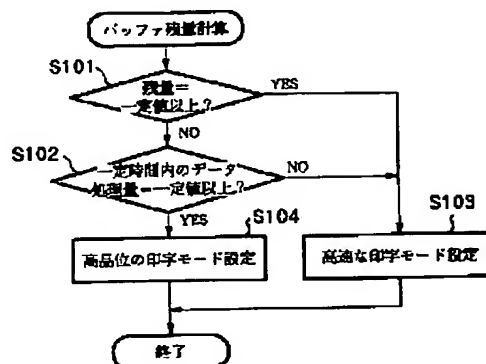 バッファ残量計算
S101
残量=
一定値以上?
YES
NO
S102
一定時間内のデータ
処理量=一定値以上?
NO
YES
S104
S103
高品位の印字モード設定
高速な印字モード設定
終了